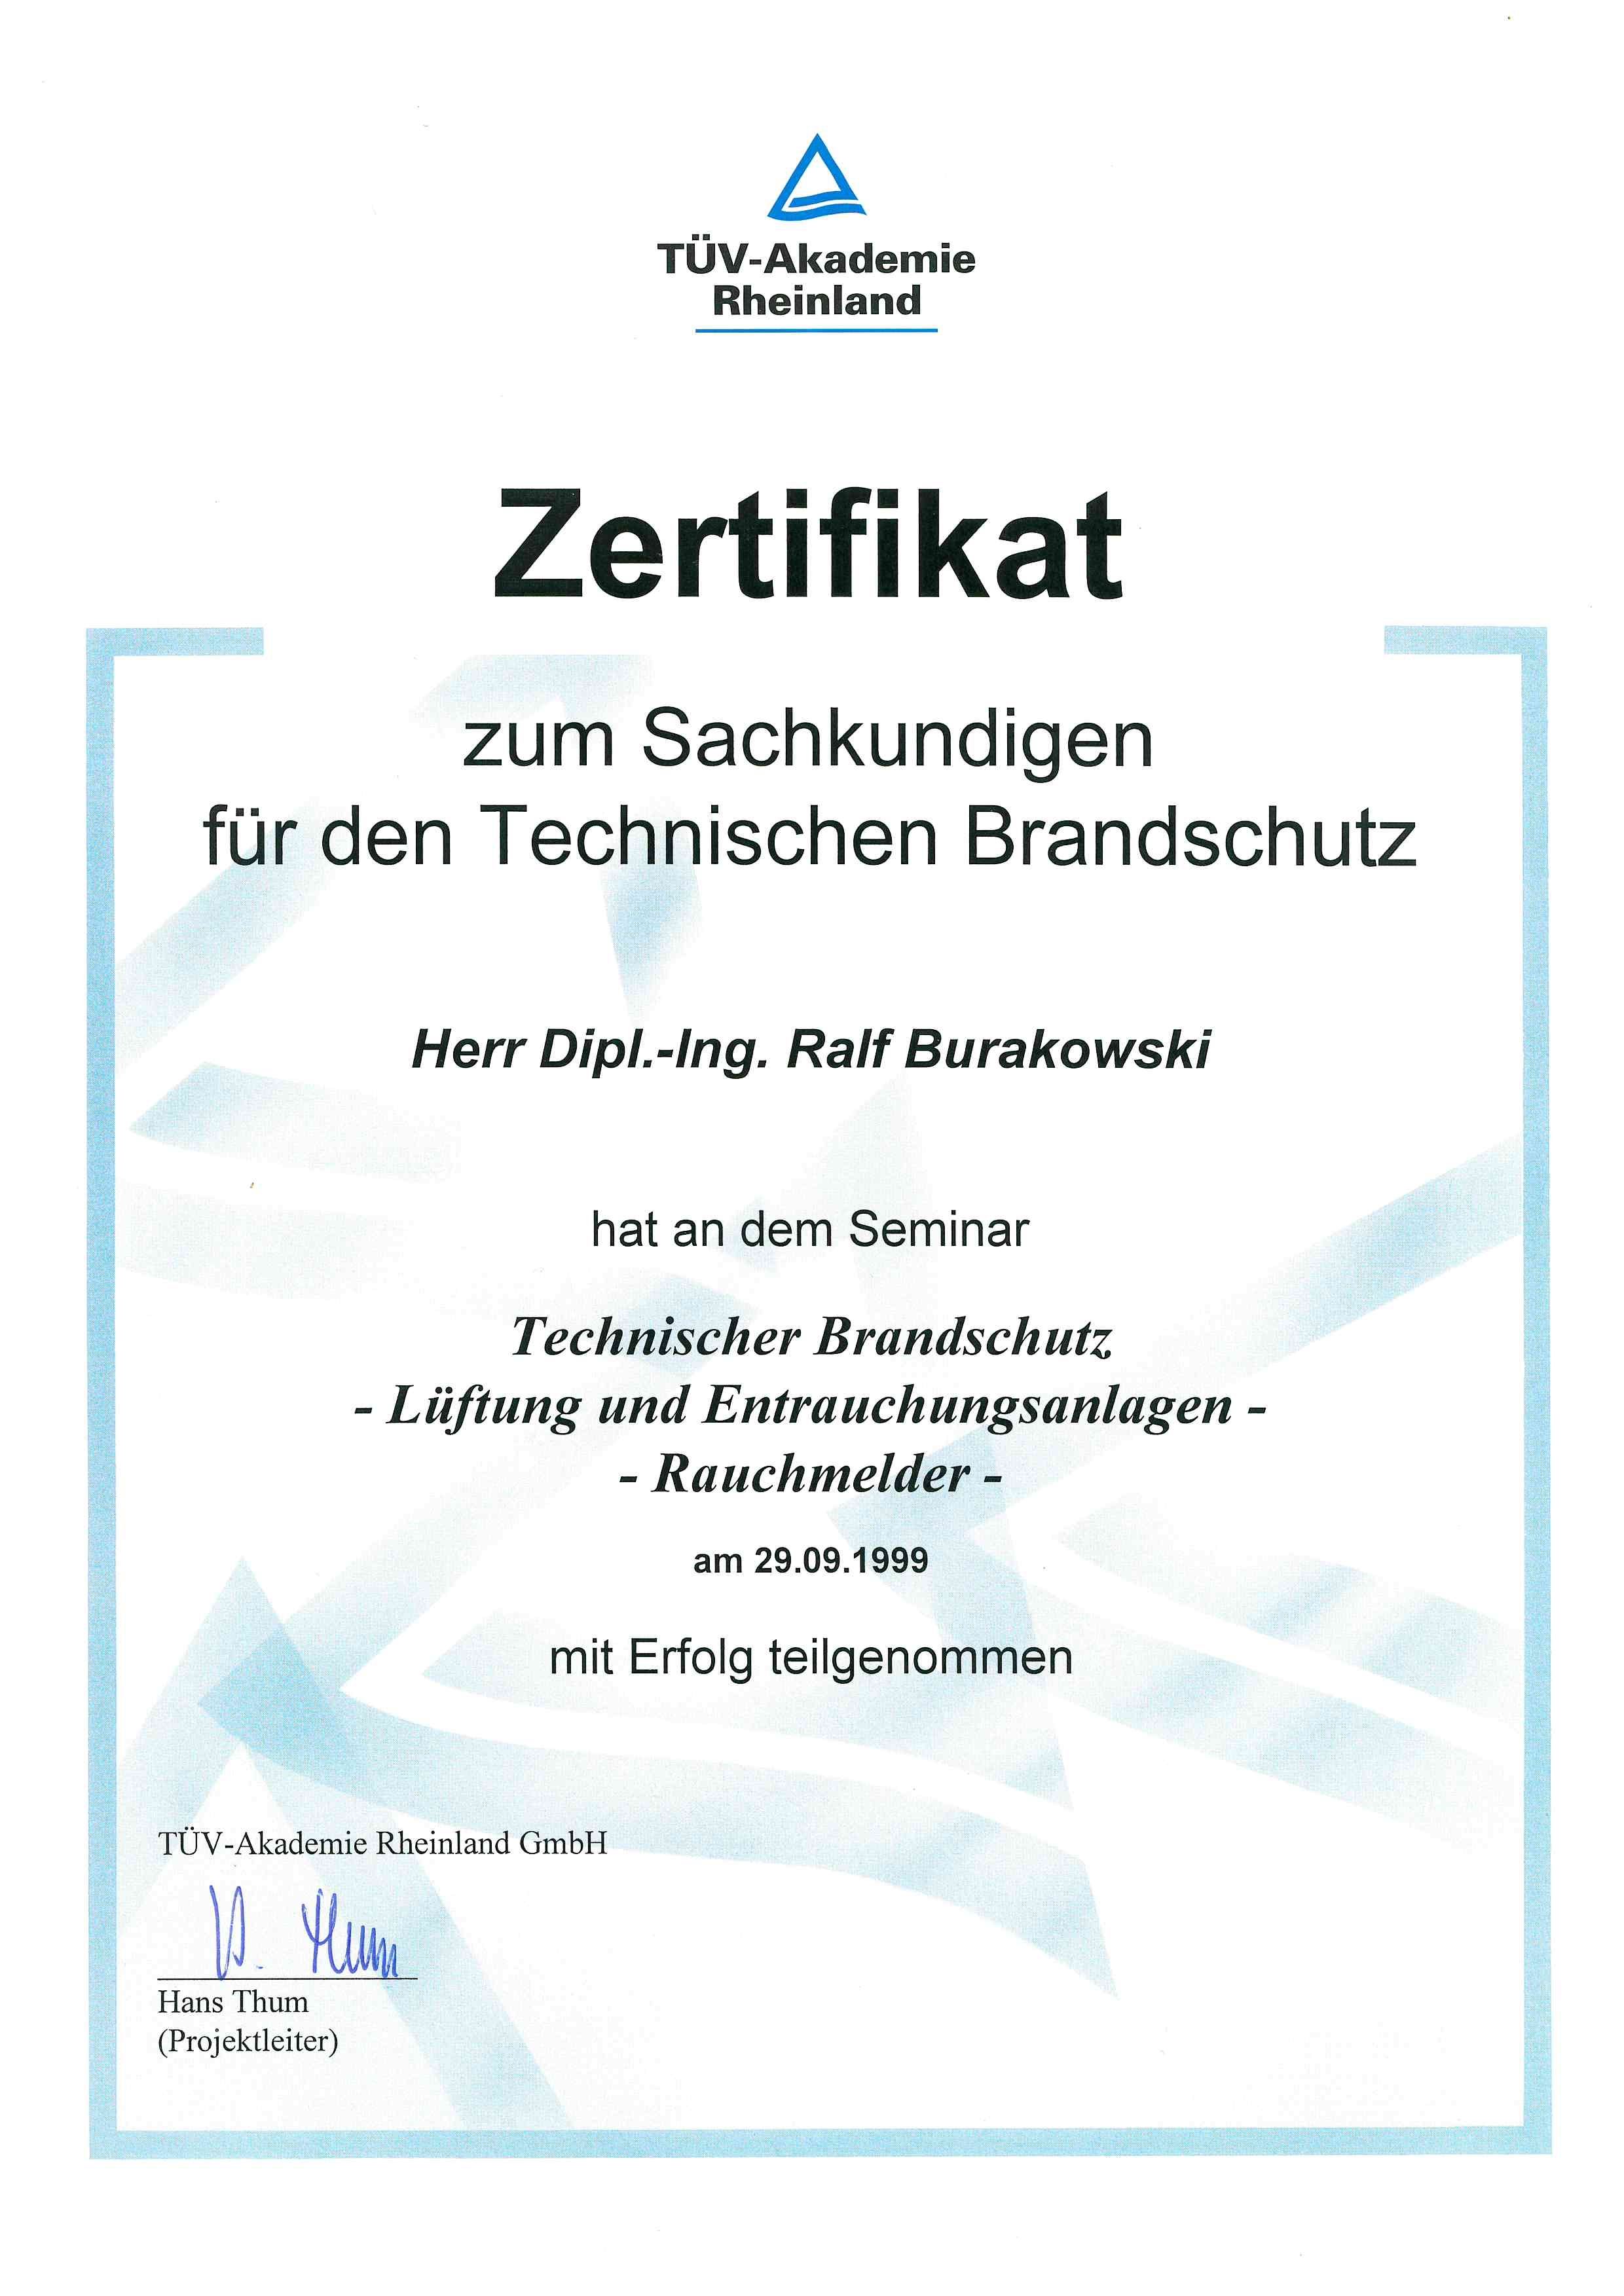 TÜV-Akademie
Rheinland
Zertifikat
zum Sachkundigen
für den Technischen Brandschutz
Herr Dipl.-Ing. Ralf Burakowski
hat an dem Seminar
Technischer Brandschutz
- Lüftung und Entrauchungsanlagen -
- Rauchmelder -
am 29.09.1999
mit Erfolg teilgenommen
TÜV-Akademie Rheinland GmbH
H. Thum
Hans Thum
(Projektleiter)